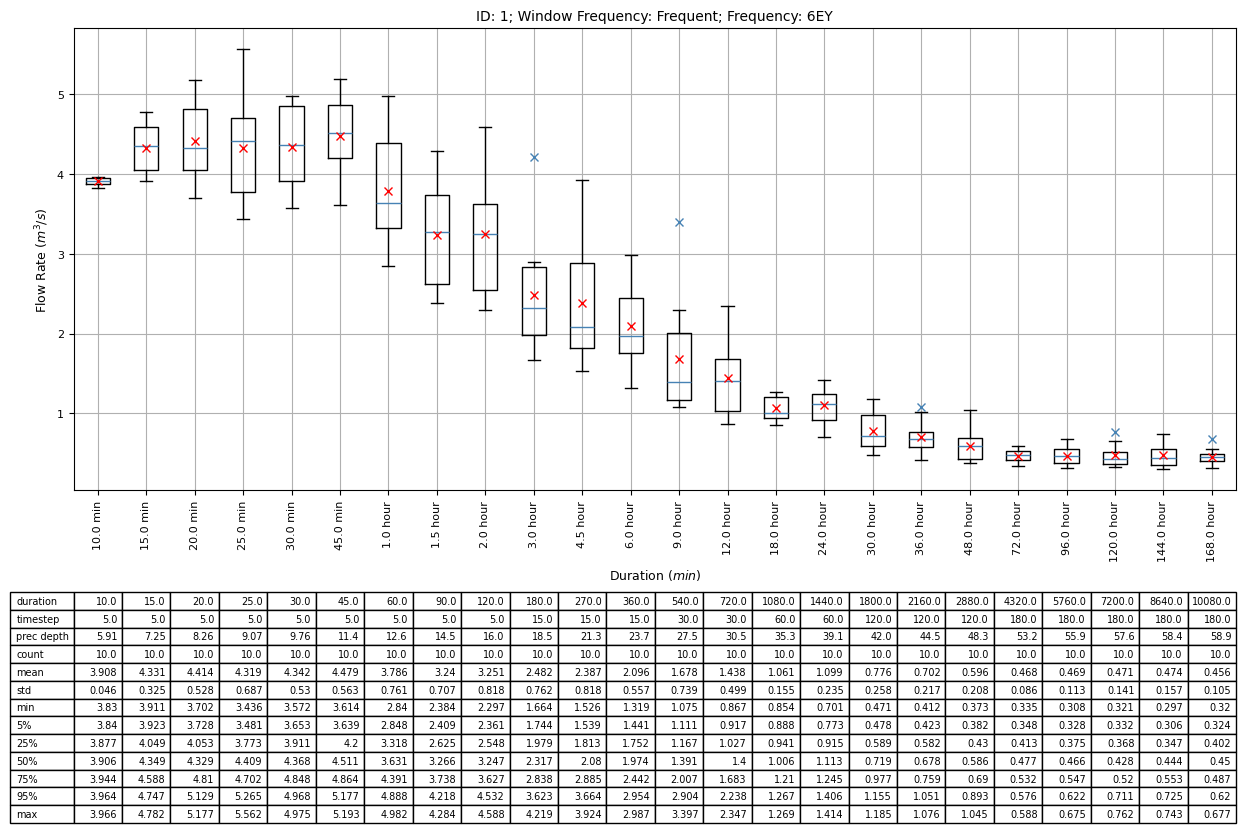 ID: 1; Window Frequency: Frequent; Frequency: 6EY
5
4
3
2
1
Flow Rate (m³/s)
10.0 min 15.0 min 20.0 min 25.0 min 30.0 min 45.0 min 1.0 hour 1.5 hour 2.0 hour 3.0 hour 4.5 hour 6.0 hour 9.0 hour 12.0 hour 18.0 hour 24.0 hour 30.0 hour 36.0 hour 48.0 hour 72.0 hour 96.0 hour 120.0 hour 144.0 hour 168.0 hour
Duration (min)
duration 10.0 15.0 20.0 25.0 30.0 45.0 60.0 90.0 120.0 180.0 270.0 360.0 540.0 720.0 1080.0 1440.0 1800.0 2160.0 2880.0 4320.0 5760.0 7200.0 8640.0 10080.0
timestep 5.0 5.0 5.0 5.0 5.0 5.0 5.0 5.0 5.0 15.0 15.0 15.0 30.0 30.0 60.0 60.0 120.0 120.0 120.0 180.0 180.0 180.0 180.0 180.0
prec depth 5.91 7.25 8.26 9.07 9.76 11.4 12.6 14.5 16.0 18.5 21.3 23.7 27.5 30.5 35.3 39.1 42.0 44.5 48.3 53.2 55.9 57.6 58.4 58.9
count 10.0 10.0 10.0 10.0 10.0 10.0 10.0 10.0 10.0 10.0 10.0 10.0 10.0 10.0 10.0 10.0 10.0 10.0 10.0 10.0 10.0 10.0 10.0 10.0
mean 3.908 4.331 4.414 4.319 4.342 4.479 3.786 3.24 3.251 2.482 2.387 2.096 1.678 1.438 1.061 1.099 0.776 0.702 0.596 0.468 0.469 0.471 0.474 0.456
std 0.046 0.325 0.528 0.687 0.53 0.563 0.761 0.707 0.818 0.762 0.818 0.557 0.739 0.499 0.155 0.235 0.258 0.217 0.208 0.086 0.113 0.141 0.157 0.105
min 3.83 3.911 3.702 3.436 3.572 3.614 2.84 2.384 2.297 1.664 1.526 1.319 1.075 0.867 0.854 0.701 0.471 0.412 0.373 0.335 0.308 0.321 0.297 0.32
5% 3.84 3.923 3.728 3.481 3.653 3.639 2.848 2.409 2.361 1.744 1.539 1.441 1.111 0.917 0.888 0.773 0.478 0.423 0.382 0.348 0.328 0.332 0.306 0.324
25% 3.877 4.049 4.053 3.773 3.911 4.2 3.318 2.625 2.548 1.979 1.813 1.752 1.167 1.027 0.941 0.915 0.589 0.582 0.43 0.413 0.375 0.368 0.347 0.402
50% 3.906 4.349 4.329 4.409 4.368 4.511 3.631 3.266 3.247 2.317 2.08 1.974 1.391 1.4 1.006 1.113 0.719 0.678 0.586 0.477 0.466 0.428 0.444 0.45
75% 3.944 4.588 4.81 4.702 4.848 4.864 4.391 3.738 3.627 2.838 2.885 2.442 2.007 1.683 1.21 1.245 0.977 0.759 0.69 0.532 0.547 0.52 0.553 0.487
95% 3.964 4.747 5.129 5.265 4.968 5.177 4.888 4.218 4.532 3.623 3.664 2.954 2.904 2.238 1.267 1.406 1.155 1.051 0.893 0.576 0.622 0.711 0.725 0.62
max 3.966 4.782 5.177 5.562 4.975 5.193 4.982 4.284 4.588 4.219 3.924 2.987 3.397 2.347 1.269 1.414 1.185 1.076 1.045 0.588 0.675 0.762 0.743 0.677